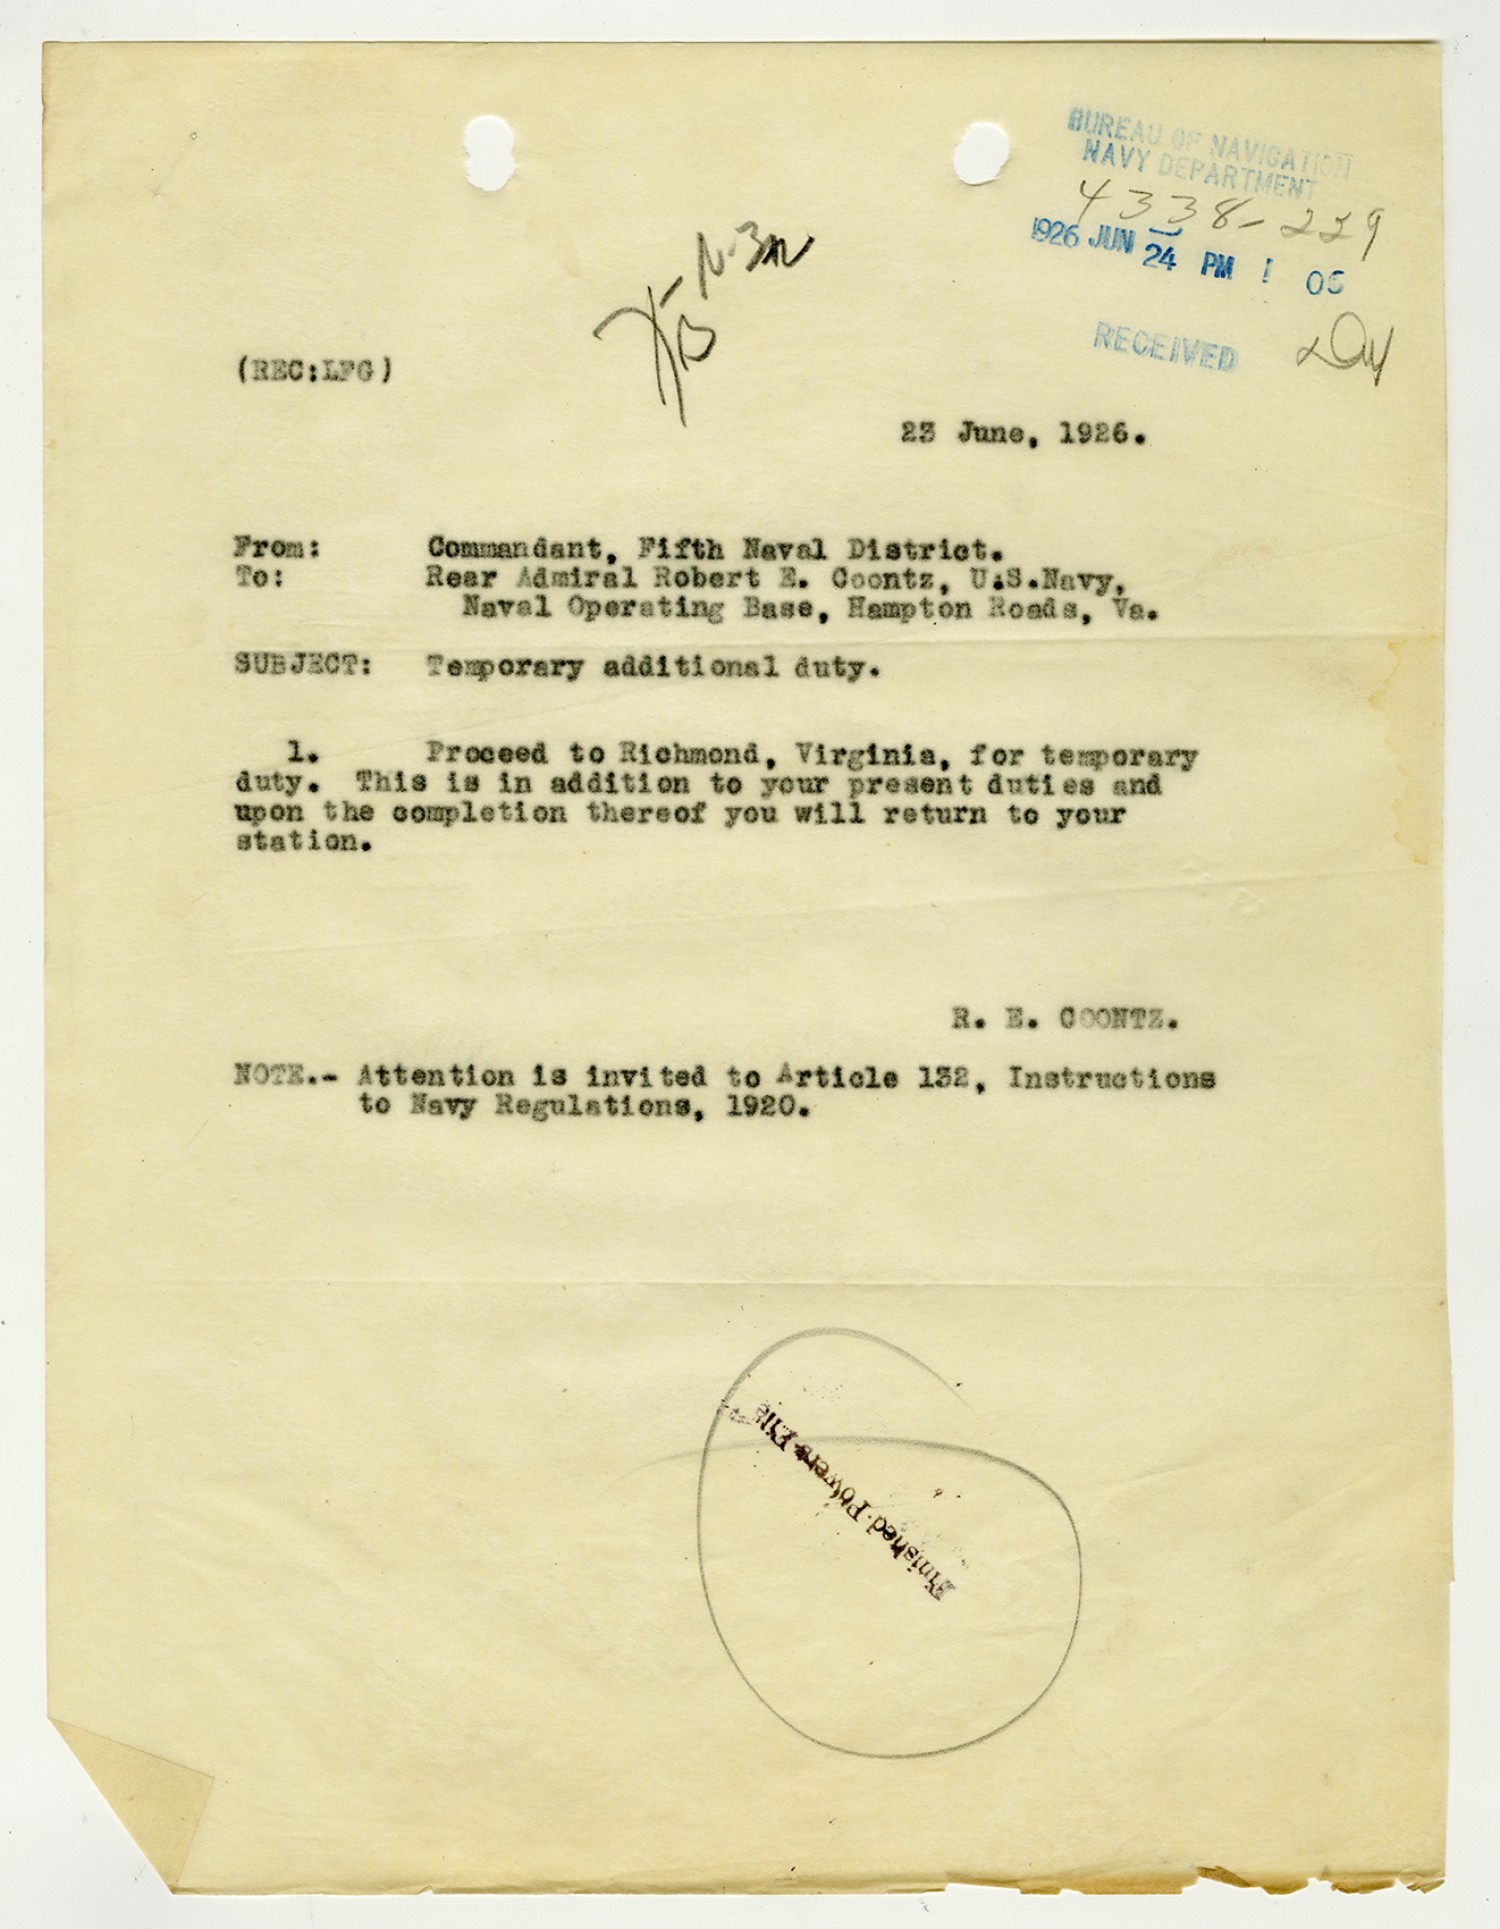 BUREAU OF NAVIGATION
NAVY DEPARTMENT
4338-229
1926 JUN 24 PM 1 05
RECEIVED
N-3M
(REC:LFG)
23 June, 1926.
From: Commandant, Fifth Naval District.
To: Rear Admiral Robert E. Coontz, U.S.Navy,
Naval Operating Base, Hampton Roads, Va.
SUBJECT: Temporary additional duty.
1. Proceed to Richmond, Virginia, for temporary
duty. This is in addition to your present duties and
upon the completion thereof you will return to your
station.
R. E. COONTZ.
NOTE.- Attention is invited to Article 132, Instructions
to Navy Regulations, 1920.
Finished-Powers-File